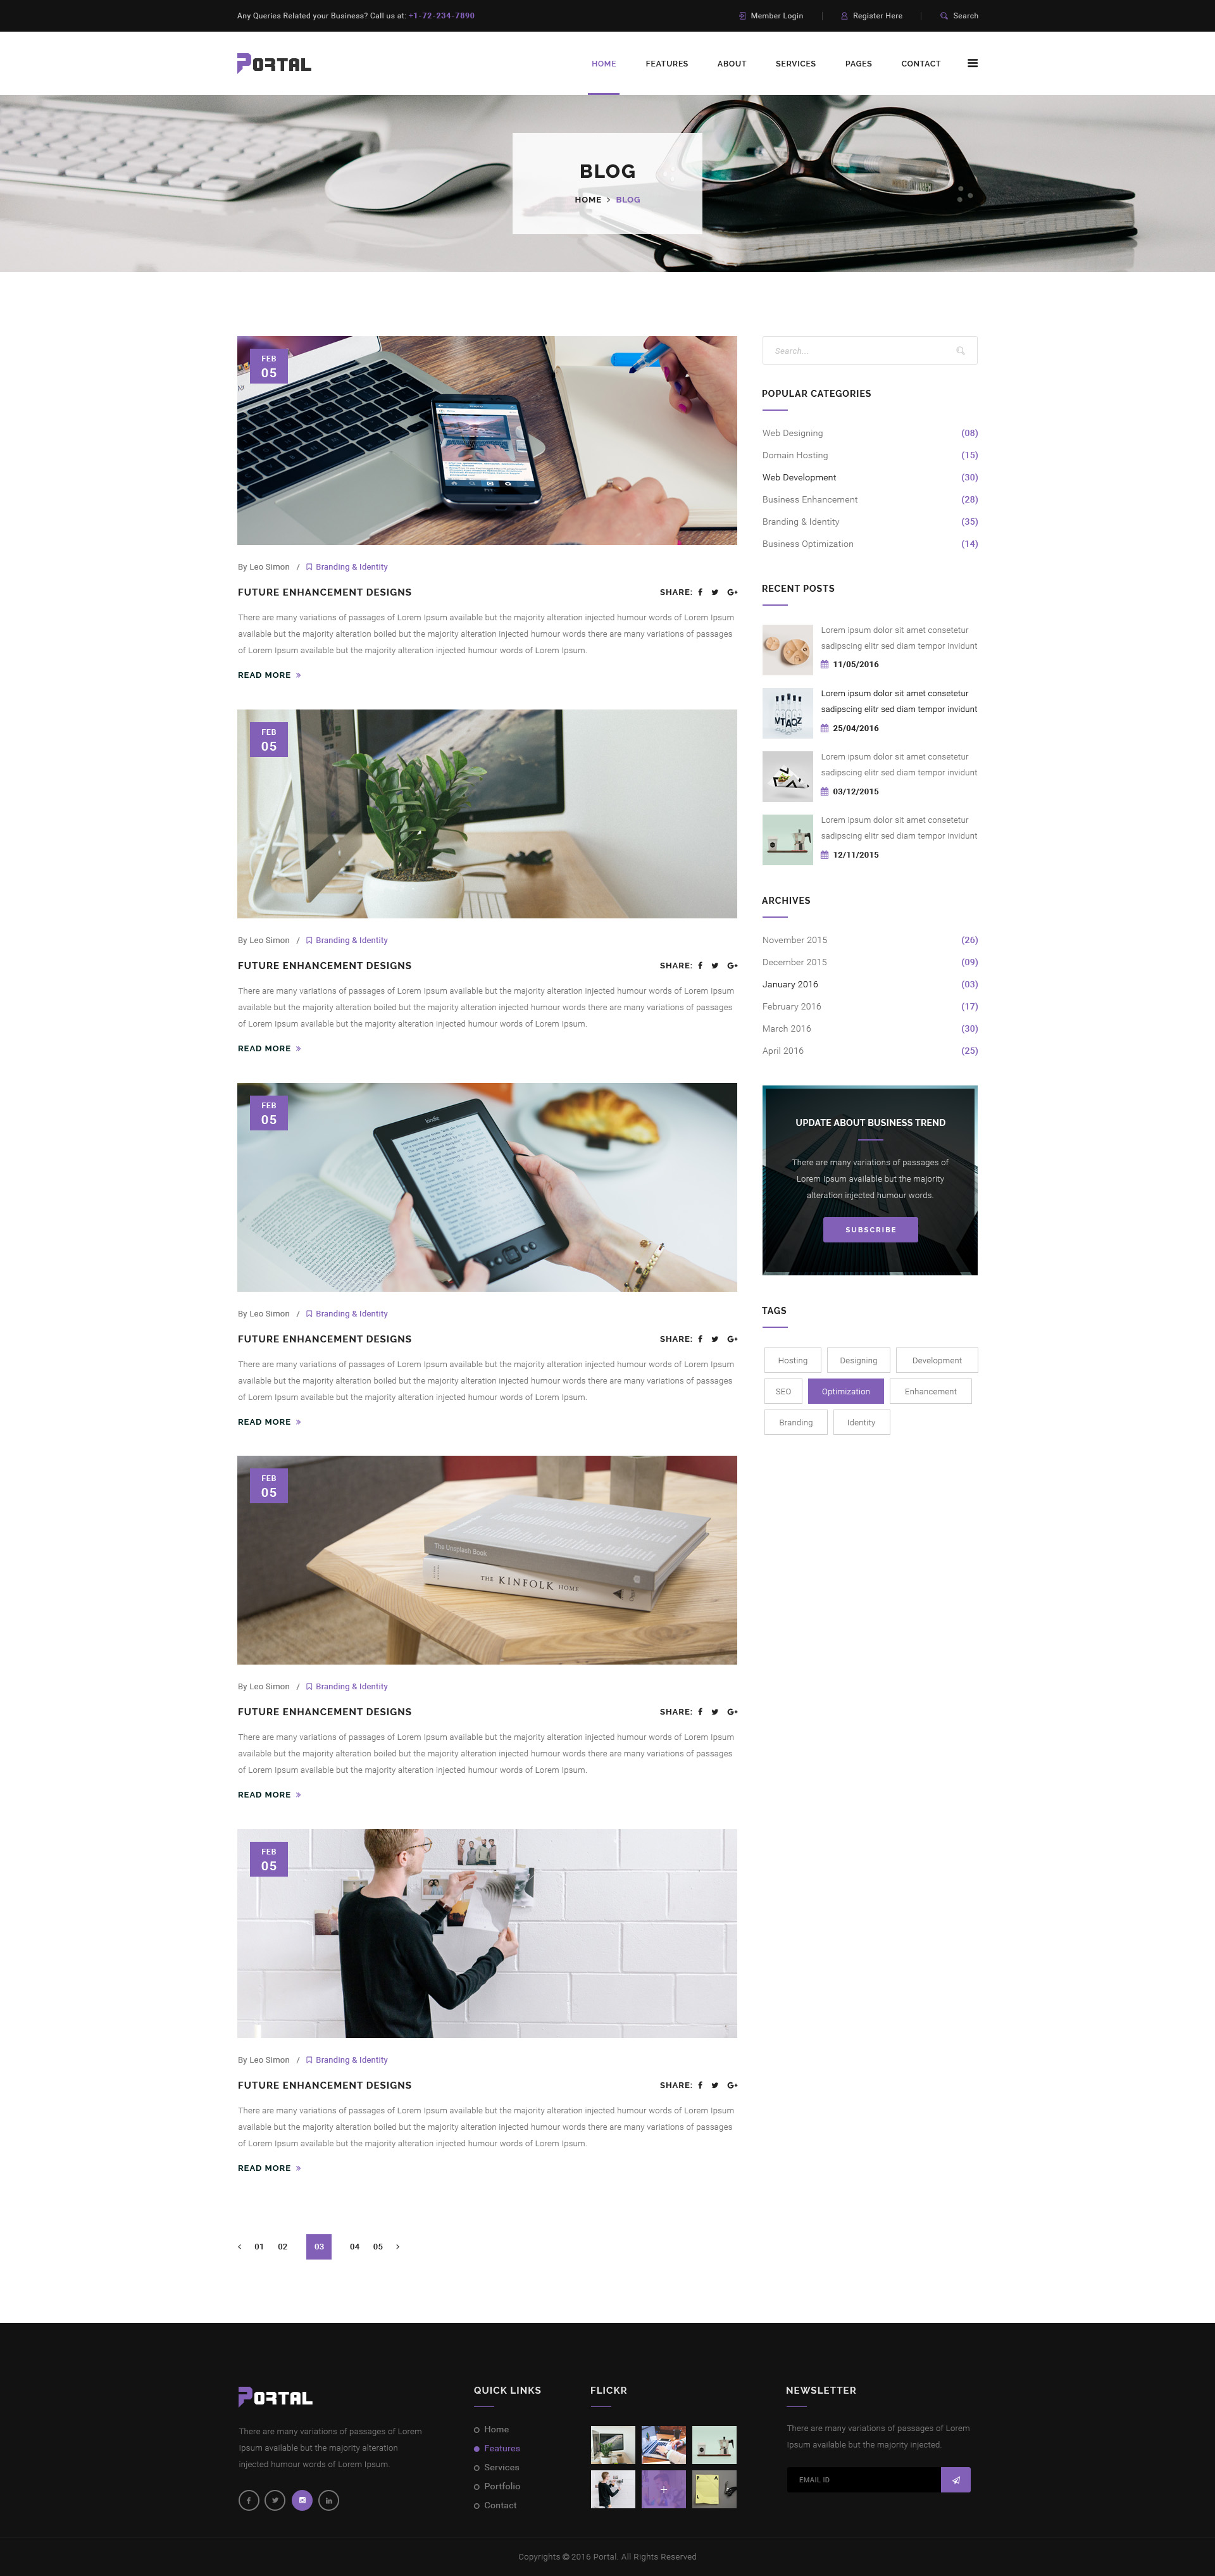 Any Queries Related your Business? Call us at: +1-72-234-7890
Member Login | Register Here | Search
PORTAL
HOME FEATURES ABOUT SERVICES PAGES CONTACT
BLOG
HOME > BLOG
FEB
05
By Leo Simon / Branding & Identity
FUTURE ENHANCEMENT DESIGNS
SHARE:
There are many variations of passages of Lorem Ipsum available but the majority alteration injected humour words of Lorem Ipsum
available but the majority alteration boiled but the majority alteration injected humour words there are many variations of passages
of Lorem Ipsum available but the majority alteration injected humour words of Lorem Ipsum.
READ MORE »
FEB
05
By Leo Simon / Branding & Identity
FUTURE ENHANCEMENT DESIGNS
SHARE:
There are many variations of passages of Lorem Ipsum available but the majority alteration injected humour words of Lorem Ipsum
available but the majority alteration boiled but the majority alteration injected humour words there are many variations of passages
of Lorem Ipsum available but the majority alteration injected humour words of Lorem Ipsum.
READ MORE »
FEB
05
kindle
By Leo Simon / Branding & Identity
FUTURE ENHANCEMENT DESIGNS
SHARE:
There are many variations of passages of Lorem Ipsum available but the majority alteration injected humour words of Lorem Ipsum
available but the majority alteration boiled but the majority alteration injected humour words there are many variations of passages
of Lorem Ipsum available but the majority alteration injected humour words of Lorem Ipsum.
READ MORE »
FEB
05
The Unsplash Book
THE KINFOLK HOME
By Leo Simon / Branding & Identity
FUTURE ENHANCEMENT DESIGNS
SHARE:
There are many variations of passages of Lorem Ipsum available but the majority alteration injected humour words of Lorem Ipsum
available but the majority alteration boiled but the majority alteration injected humour words there are many variations of passages
of Lorem Ipsum available but the majority alteration injected humour words of Lorem Ipsum.
READ MORE »
FEB
05
By Leo Simon / Branding & Identity
FUTURE ENHANCEMENT DESIGNS
SHARE:
There are many variations of passages of Lorem Ipsum available but the majority alteration injected humour words of Lorem Ipsum
available but the majority alteration boiled but the majority alteration injected humour words there are many variations of passages
of Lorem Ipsum available but the majority alteration injected humour words of Lorem Ipsum.
READ MORE »
‹ 01 02 03 04 05 ›
Search...
POPULAR CATEGORIES
Web Designing (08)
Domain Hosting (15)
Web Development (30)
Business Enhancement (28)
Branding & Identity (35)
Business Optimization (14)
RECENT POSTS
Lorem ipsum dolor sit amet consetetur
sadipscing elitr sed diam tempor invidunt
11/05/2016
Lorem ipsum dolor sit amet consetetur
sadipscing elitr sed diam tempor invidunt
25/04/2016
Lorem ipsum dolor sit amet consetetur
sadipscing elitr sed diam tempor invidunt
03/12/2015
Lorem ipsum dolor sit amet consetetur
sadipscing elitr sed diam tempor invidunt
12/11/2015
ARCHIVES
November 2015 (26)
December 2015 (09)
January 2016 (03)
February 2016 (17)
March 2016 (30)
April 2016 (25)
UPDATE ABOUT BUSINESS TREND
There are many variations of passages of
Lorem Ipsum available but the majority
alteration injected humour words.
SUBSCRIBE
TAGS
Hosting Designing Development
SEO Optimization Enhancement
Branding Identity
PORTAL
There are many variations of passages of Lorem
Ipsum available but the majority alteration
injected humour words of Lorem Ipsum.
QUICK LINKS
Home
Features
Services
Portfolio
Contact
FLICKR
NEWSLETTER
There are many variations of passages of Lorem
Ipsum available but the majority injected.
EMAIL ID
Copyrights © 2016 Portal. All Rights Reserved